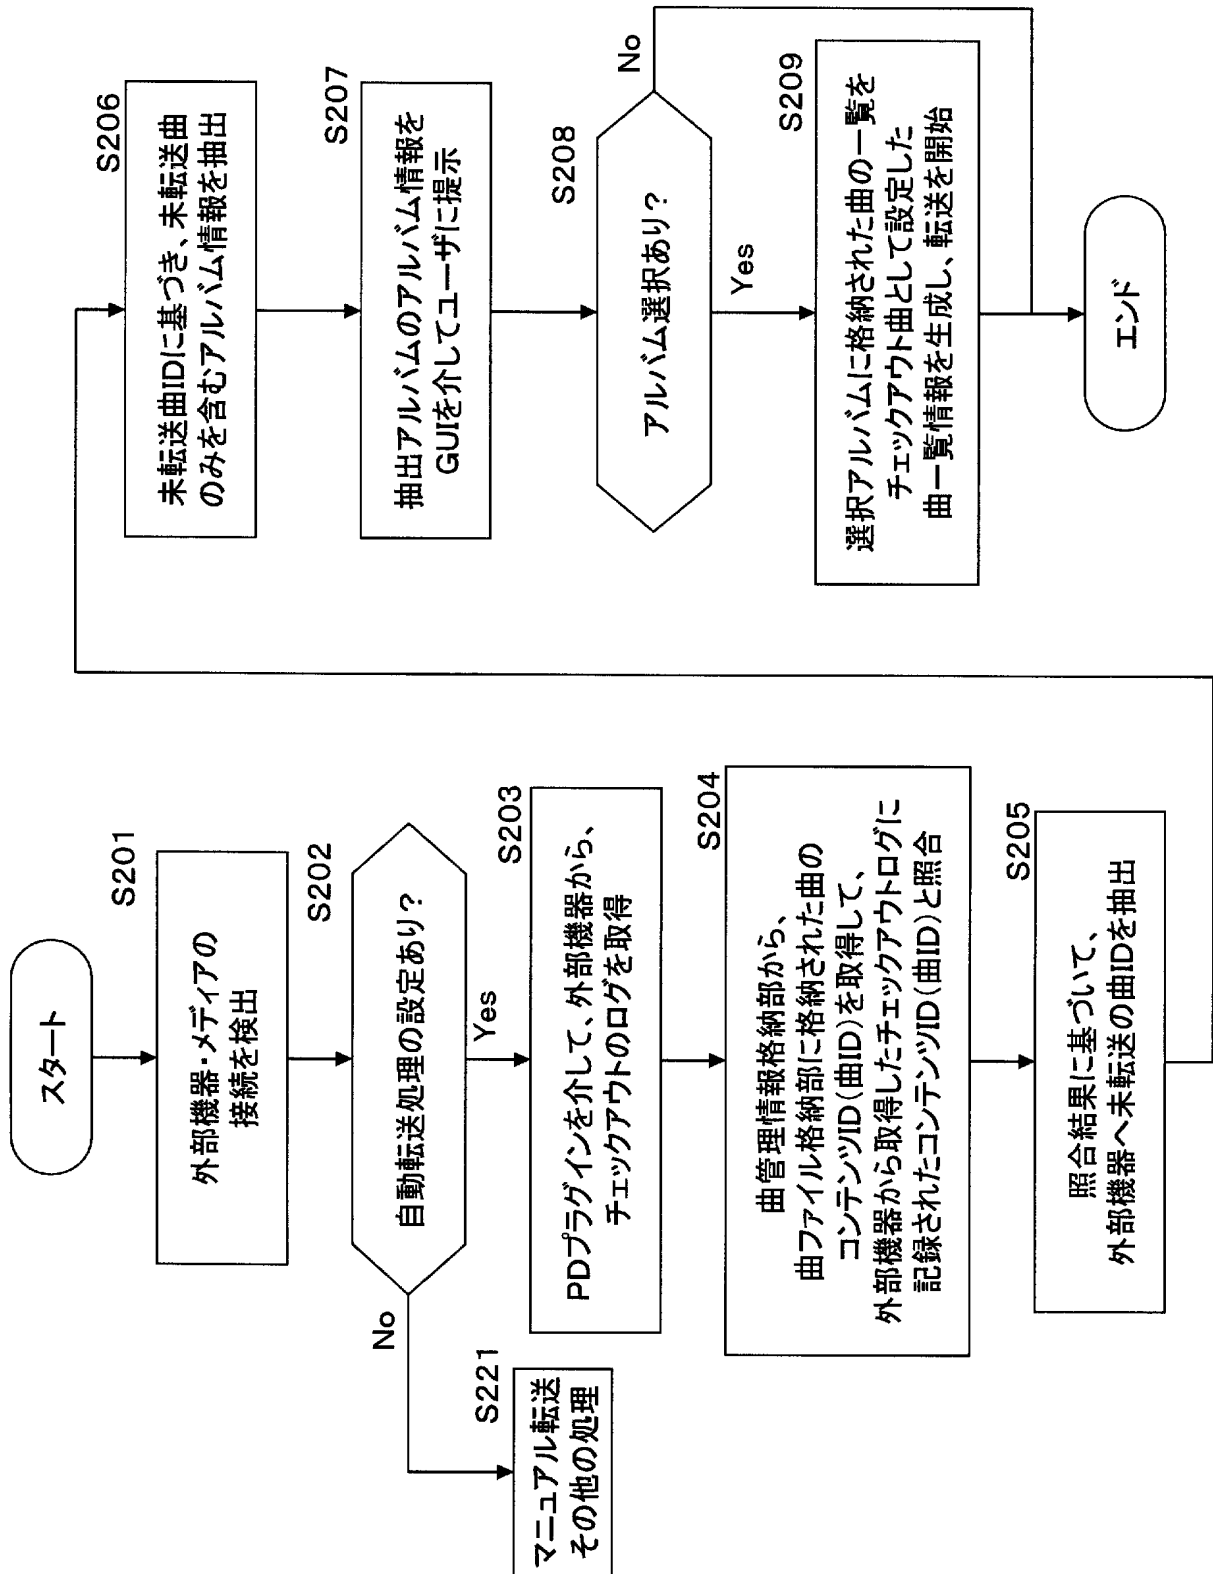 スタート
S201
外部機器・メディアの
接続を検出
S202
自動転送処理の設定あり？
No
Yes
S221
マニュアル転送
その他の処理
S203
PDプラグインを介して、外部機器から、
チェックアウトのログを取得
S204
曲管理情報格納部から、
曲ファイル格納部に格納された曲の
コンテンツID(曲ID)を取得して、
外部機器から取得したチェックアウトログに
記録されたコンテンツID(曲ID)と照合
S205
照合結果に基づいて、
外部機器へ未転送の曲IDを抽出
S206
未転送曲IDに基づき、未転送曲
のみを含むアルバム情報を抽出
S207
抽出アルバムのアルバム情報を
GUIを介してユーザに提示
S208
アルバム選択あり？
No
Yes
S209
選択アルバムに格納された曲の一覧を
チェックアウト曲として設定した
曲一覧情報を生成し、転送を開始
エンド